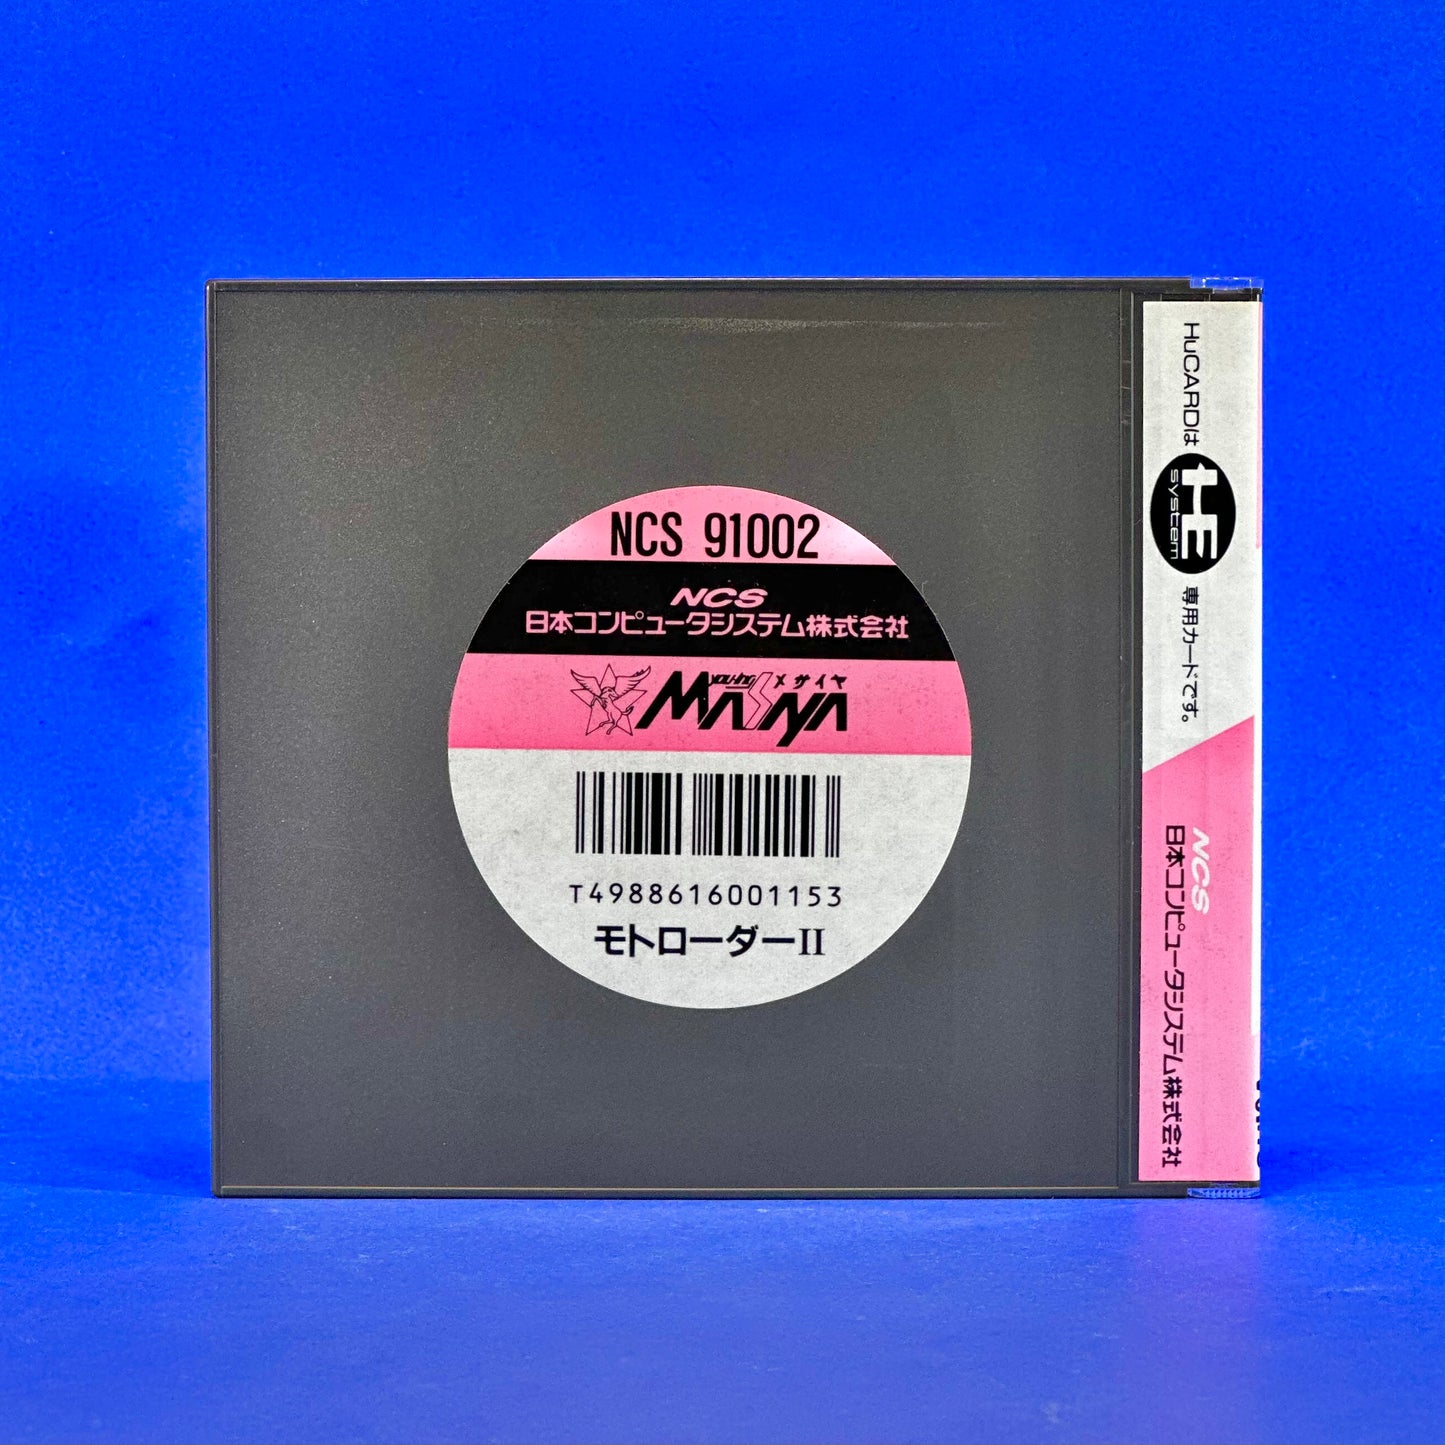 NCS 91002
NCS
日本コンピュータシステム株式会社
メサイヤ
MASAYA
T4988616001153
モトローダーII
HuCARDは
HE
system
専用カードです。
NCS
日本コンピュータシステム株式会社